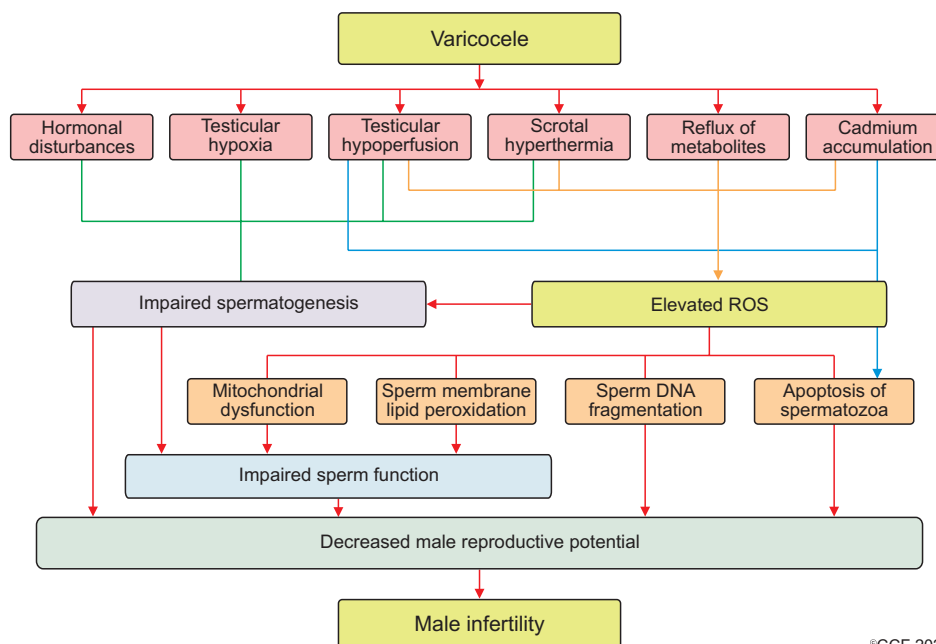 Varicocele
Hormonal
disturbances
Testicular
hypoxia
Testicular
hypoperfusion
Scrotal
hyperthermia
Reflux of
metabolites
Cadmium
accumulation
Impaired spermatogenesis
Elevated ROS
Mitochondrial
dysfunction
Sperm membrane
lipid peroxidation
Sperm DNA
fragmentation
Apoptosis of
spermatozoa
Impaired sperm function
Decreased male reproductive potential
Male infertility